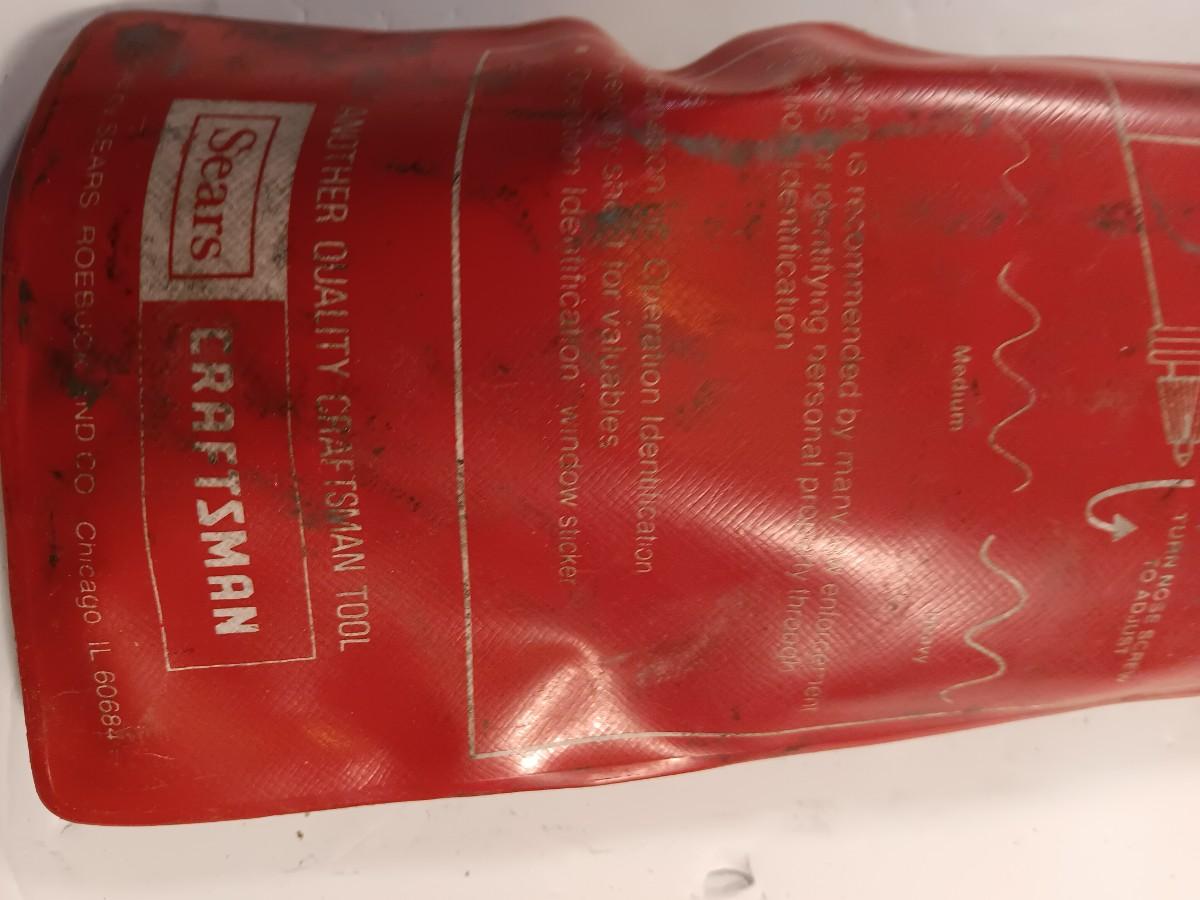 TURN NOSE SCREW
TO ADJUST
Medium
Heavy
is recommended by many enforcement
for identifying personal property through
Identification
Operation Identification
for valuables
Identification" window sticker
ANOTHER QUALITY CRAFTSMAN TOOL
Sears
CRAFTSMAN
SEARS, ROEBUCK AND CO. Chicago IL 60684